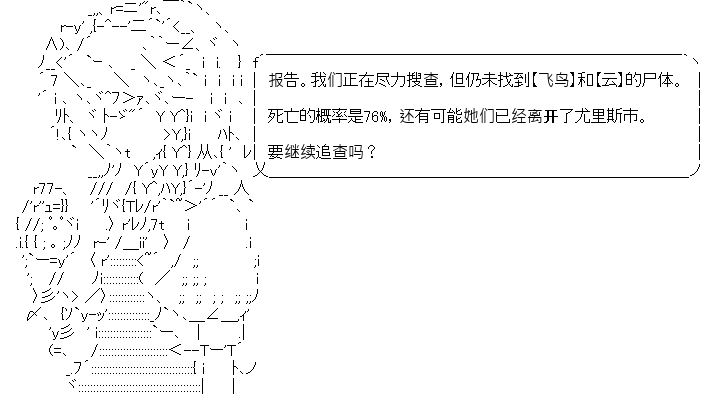 报告。我们正在尽力搜查，但仍未找到【飞鸟】和【云】的尸体。
死亡的概率是76%，还有可能她们已经离开了尤里斯市。
要继续追查吗？